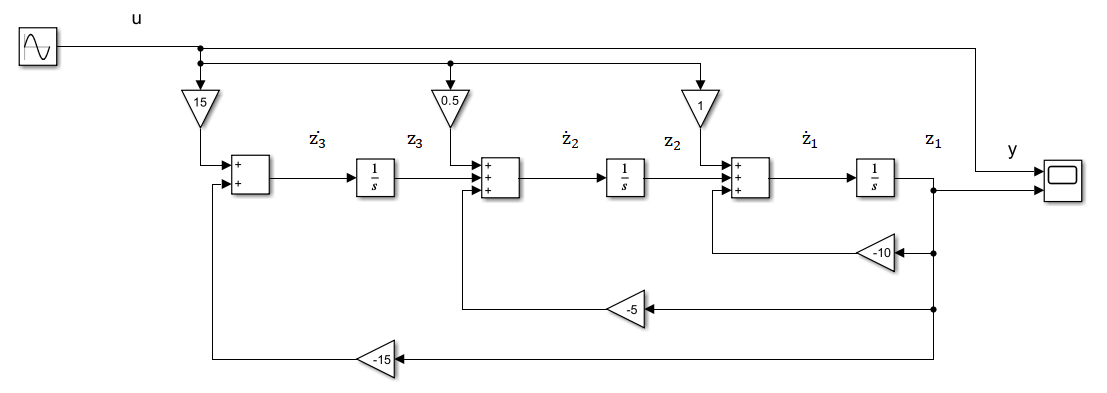 u
15
0.5
1
ż₃
z₃
ż₂
z₂
ż₁
z₁
y
+
+
1
s
+
+
+
1
s
+
+
+
1
s
-10
-5
-15